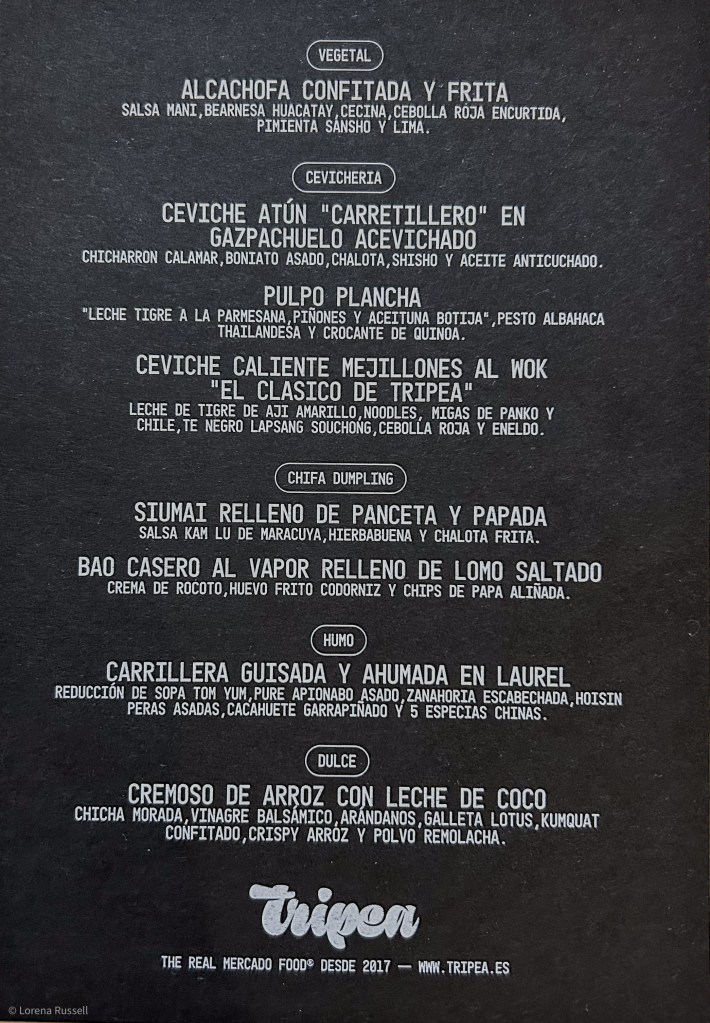 VEGETAL
ALCACHOFA CONFITADA Y FRITA
SALSA MANI,BEARNESA HUACATAY,CECINA,CEBOLLA ROJA ENCURTIDA,
PIMIENTA SANSHO Y LIMA.
CEVICHERIA
CEVICHE ATÚN "CARRETILLERO" EN
GAZPACHUELO ACEVICHADO
CHICHARRON CALAMAR,BONIATO ASADO,CHALOTA,SHISHO Y ACEITE ANTICUCHADO.
PULPO PLANCHA
"LECHE TIGRE A LA PARMESANA,PIÑONES Y ACEITUNA BOTIJA",PESTO ALBAHACA
THAILANDESA Y CROCANTE DE QUINOA.
CEVICHE CALIENTE MEJILLONES AL WOK
"EL CLASICO DE TRIPEA"
LECHE DE TIGRE DE AJI AMARILLO,NOODLES, MIGAS DE PANKO Y
CHILE,TE NEGRO LAPSANG SOUCHONG,CEBOLLA ROJA Y ENELDO.
CHIFA DUMPLING
SIUMAI RELLENO DE PANCETA Y PAPADA
SALSA KAM LU DE MARACUYA,HIERBABUENA Y CHALOTA FRITA.
BAO CASERO AL VAPOR RELLENO DE LOMO SALTADO
CREMA DE ROCOTO,HUEVO FRITO CODORNIZ Y CHIPS DE PAPA ALIÑADA.
HUMO
CARRILLERA GUISADA Y AHUMADA EN LAUREL
REDUCCIÓN DE SOPA TOM YUM,PURE APIONABO ASADO,ZANAHORIA ESCABECHADA,HOISIN
PERAS ASADAS,CACAHUETE GARRAPIÑADO Y 5 ESPECIAS CHINAS.
DULCE
CREMOSO DE ARROZ CON LECHE DE COCO
CHICHA MORADA,VINAGRE BALSÁMICO,ARÁNDANOS,GALLETA LOTUS,KUMQUAT
CONFITADO,CRISPY ARROZ Y POLVO REMOLACHA.
Tripea
THE REAL MERCADO FOOD® DESDE 2017 — WWW.TRIPEA.ES
© Lorena Russell